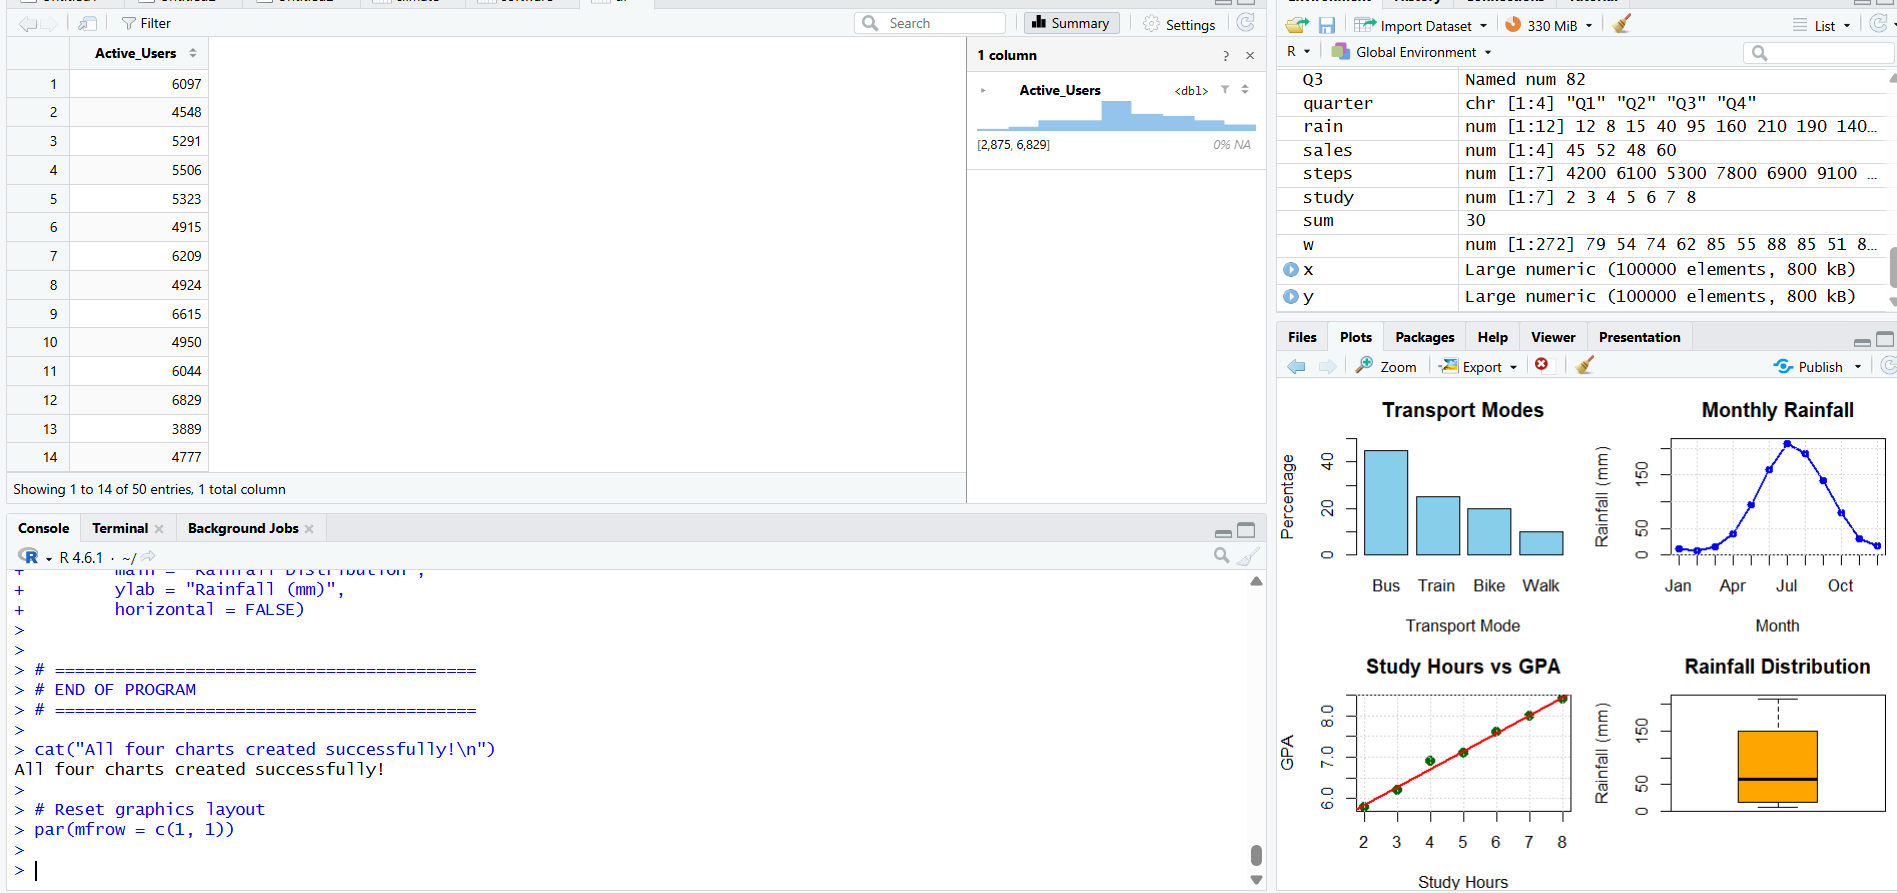 Filter
Search
Summary
Settings
Active_Users
1 6097
2 4548
3 5291
4 5506
5 5323
6 4915
7 6209
8 4924
9 6615
10 4950
11 6044
12 6829
13 3889
14 4777
Showing 1 to 14 of 50 entries, 1 total column
1 column
?
Active_Users <dbl>
[2,875, 6,829] 0% NA
Console Terminal Background Jobs
R R 4.6.1 · ~/
+ main = "Rainfall Distribution",
+ ylab = "Rainfall (mm)",
+ horizontal = FALSE)
>
>
> # ==========================================
> # END OF PROGRAM
> # ==========================================
>
> cat("All four charts created successfully!\n")
All four charts created successfully!
>
> # Reset graphics layout
> par(mfrow = c(1, 1))
>
>
Import Dataset 330 MiB List
R Global Environment
Q3 Named num 82
quarter chr [1:4] "Q1" "Q2" "Q3" "Q4"
rain num [1:12] 12 8 15 40 95 160 210 190 140…
sales num [1:4] 45 52 48 60
steps num [1:7] 4200 6100 5300 7800 6900 9100 …
study num [1:7] 2 3 4 5 6 7 8
sum 30
w num [1:272] 79 54 74 62 85 55 88 85 51 8…
x Large numeric (100000 elements, 800 kB)
y Large numeric (100000 elements, 800 kB)
Files Plots Packages Help Viewer Presentation
Zoom Export Publish
Transport Modes
Percentage
40
20
0
Bus Train Bike Walk
Transport Mode
Monthly Rainfall
Rainfall (mm)
150
50
0
Jan Apr Jul Oct
Month
Study Hours vs GPA
GPA
8.0
7.0
6.0
2 3 4 5 6 7 8
Study Hours
Rainfall Distribution
Rainfall (mm)
150
50
0